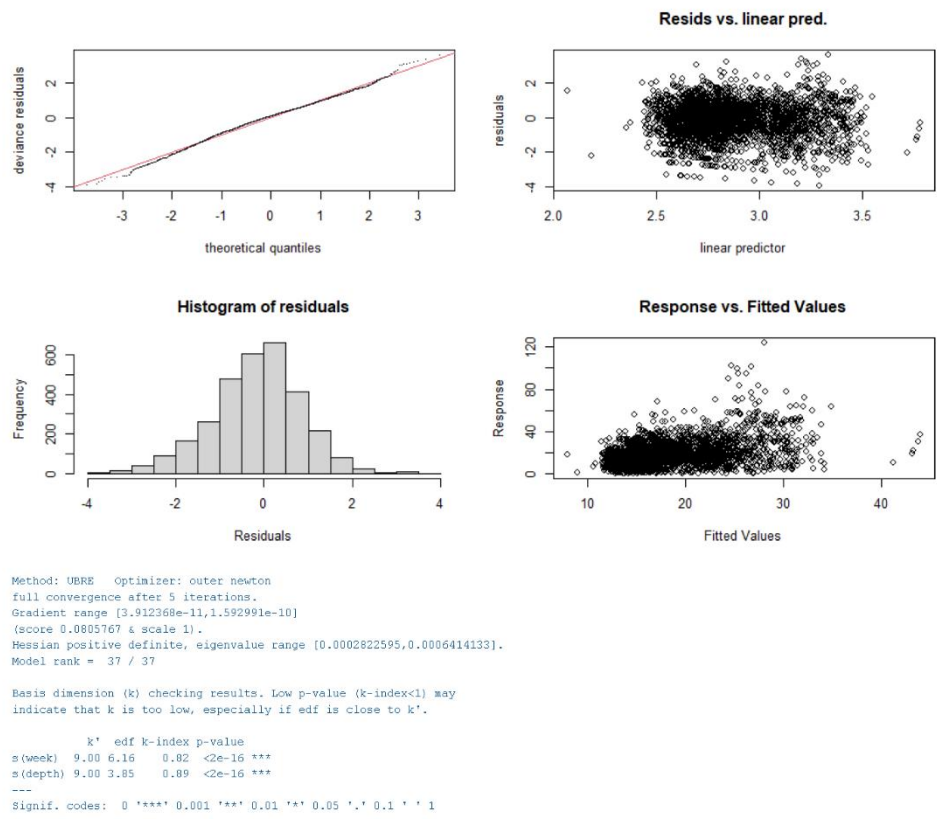 Resids vs. linear pred.
deviance residuals
-4 -2 0 2
-3 -2 -1 0 1 2 3
theoretical quantiles
residuals
-4 -2 0 2
2.0 2.5 3.0 3.5
linear predictor
Histogram of residuals
Frequency
0 200 400 600
-4 -2 0 2 4
Residuals
Response vs. Fitted Values
Response
0 40 80 120
10 20 30 40
Fitted Values
Method: UBRE   Optimizer: outer newton
full convergence after 5 iterations.
Gradient range [3.912368e-11,1.592991e-10]
(score 0.0805767 & scale 1).
Hessian positive definite, eigenvalue range [0.0002822595,0.0006414133].
Model rank =  37 / 37
Basis dimension (k) checking results. Low p-value (k-index<1) may
indicate that k is too low, especially if edf is close to k'.
k'  edf k-index p-value
s(week)  9.00 6.16    0.82  <2e-16 ***
s(depth) 9.00 3.85    0.89  <2e-16 ***
---
Signif. codes:  0 '***' 0.001 '**' 0.01 '*' 0.05 '.' 0.1 ' ' 1